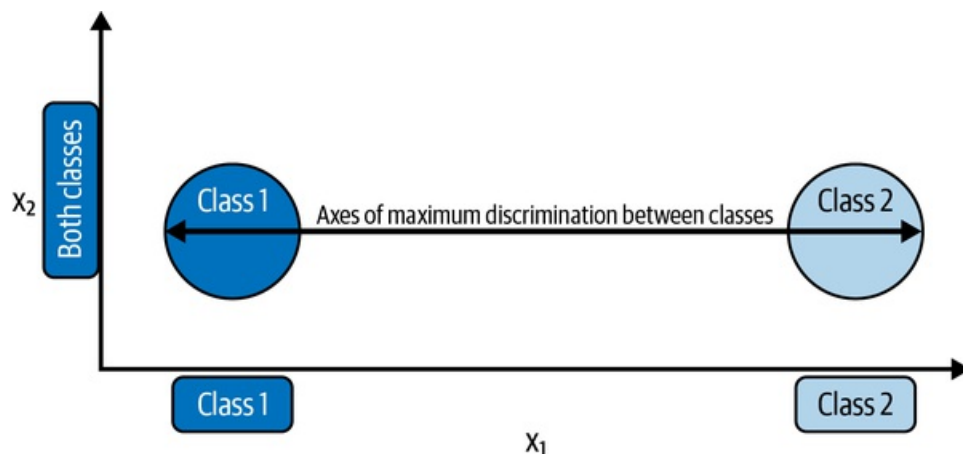 Both classes
X₂
Class 1
Axes of maximum discrimination between classes
Class 2
Class 1
Class 2
X₁